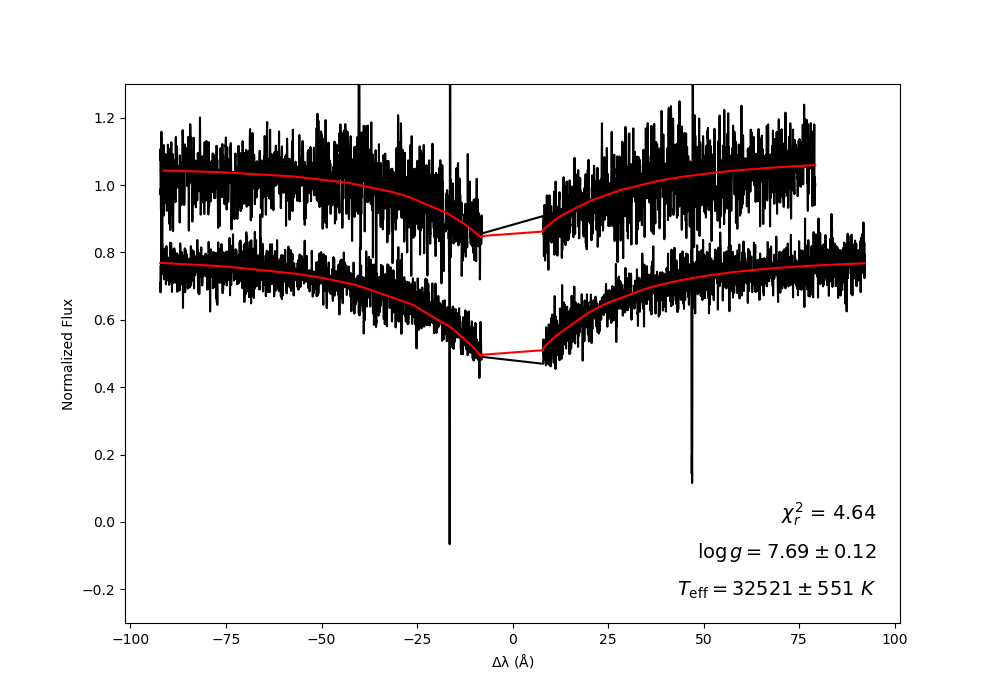 Normalized Flux
1.2
1.0
0.8
0.6
0.4
0.2
0.0
−0.2
−100 −75 −50 −25 0 25 50 75 100
Δλ (Å)
χ²ᵣ = 4.64
log g = 7.69 ± 0.12
T_eff = 32521 ± 551 K